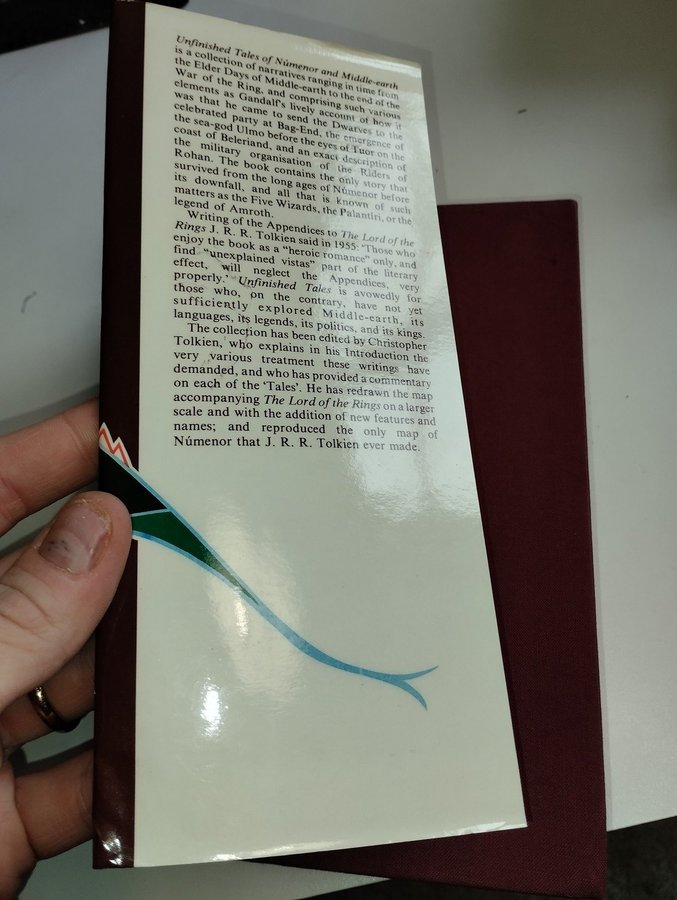 Unfinished Tales of Númenor and Middle-earth
is a collection of narratives ranging in time from
the Elder Days of Middle-earth to the end of the
War of the Ring, and comprising such various
elements as Gandalf's lively account of how it
was that he came to send the Dwarves to the
celebrated party at Bag-End, the emergence of
the sea-god Ulmo before the eyes of Tuor on the
coast of Beleriand, and an exact description of
the military organisation of the Riders of
Rohan. The book contains the only story that
survived from the long ages of Númenor before
its downfall, and all that is known of such
matters as the Five Wizards, the Palantíri, or the
legend of Amroth.
Writing of the Appendices to The Lord of the
Rings J. R. R. Tolkien said in 1955: 'Those who
enjoy the book as a "heroic romance" only, and
find "unexplained vistas" part of the literary
effect, will neglect the Appendices, very
properly.' Unfinished Tales is avowedly for
those who, on the contrary, have not yet
sufficiently explored Middle-earth, its
languages, its legends, its politics, and its kings.
The collection has been edited by Christopher
Tolkien, who explains in his Introduction the
very various treatment these writings have
demanded, and who has provided a commentary
on each of the 'Tales'. He has redrawn the map
accompanying The Lord of the Rings on a larger
scale and with the addition of new features and
names; and reproduced the only map of
Númenor that J. R. R. Tolkien ever made.